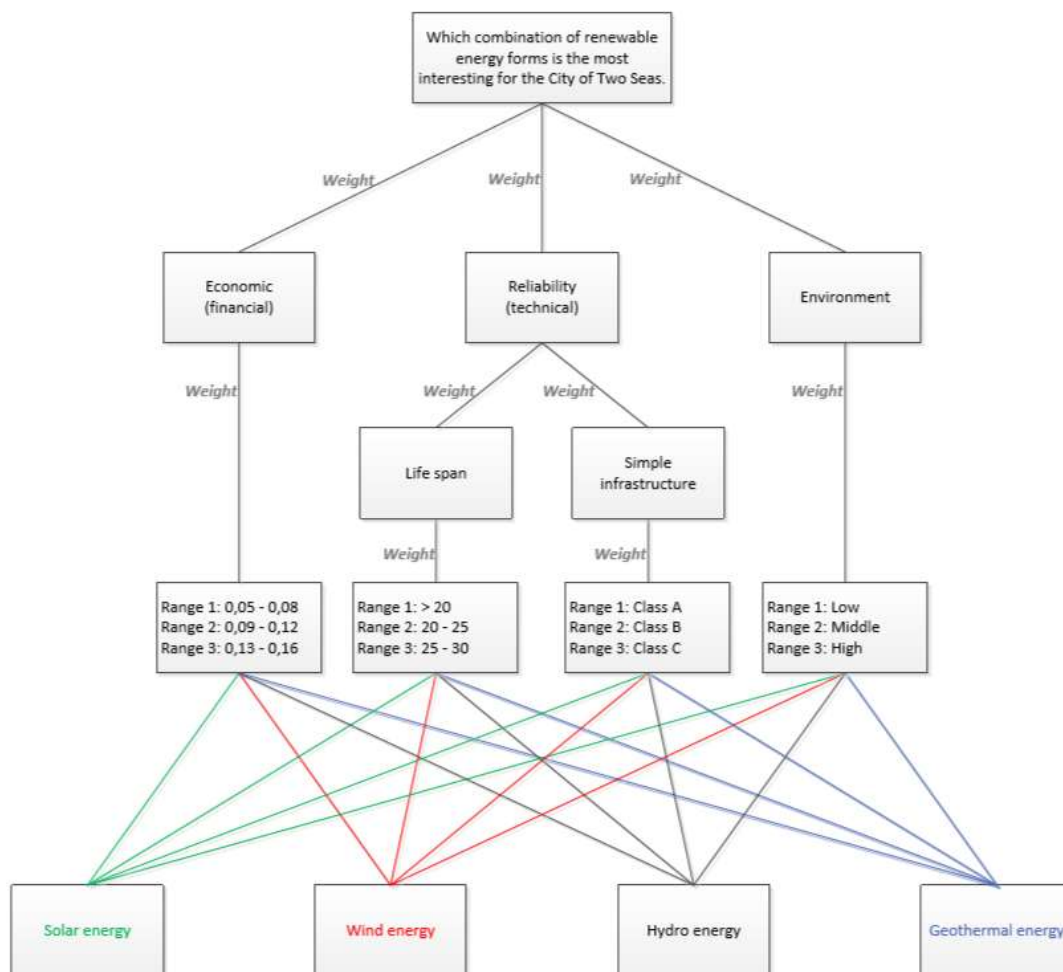 Which combination of renewable
energy forms is the most
interesting for the City of Two Seas.
Weight
Weight
Weight
Economic
(financial)
Reliability
(technical)
Environment
Weight
Weight
Weight
Weight
Life span
Simple
infrastructure
Weight
Weight
Range 1: 0,05 - 0,08
Range 2: 0,09 - 0,12
Range 3: 0,13 - 0,16
Range 1: > 20
Range 2: 20 - 25
Range 3: 25 - 30
Range 1: Class A
Range 2: Class B
Range 3: Class C
Range 1: Low
Range 2: Middle
Range 3: High
Solar energy
Wind energy
Hydro energy
Geothermal energy